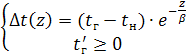 Δt(z) = (tг − tн) ∙ e^(−z/β)
t′г ≥ 0